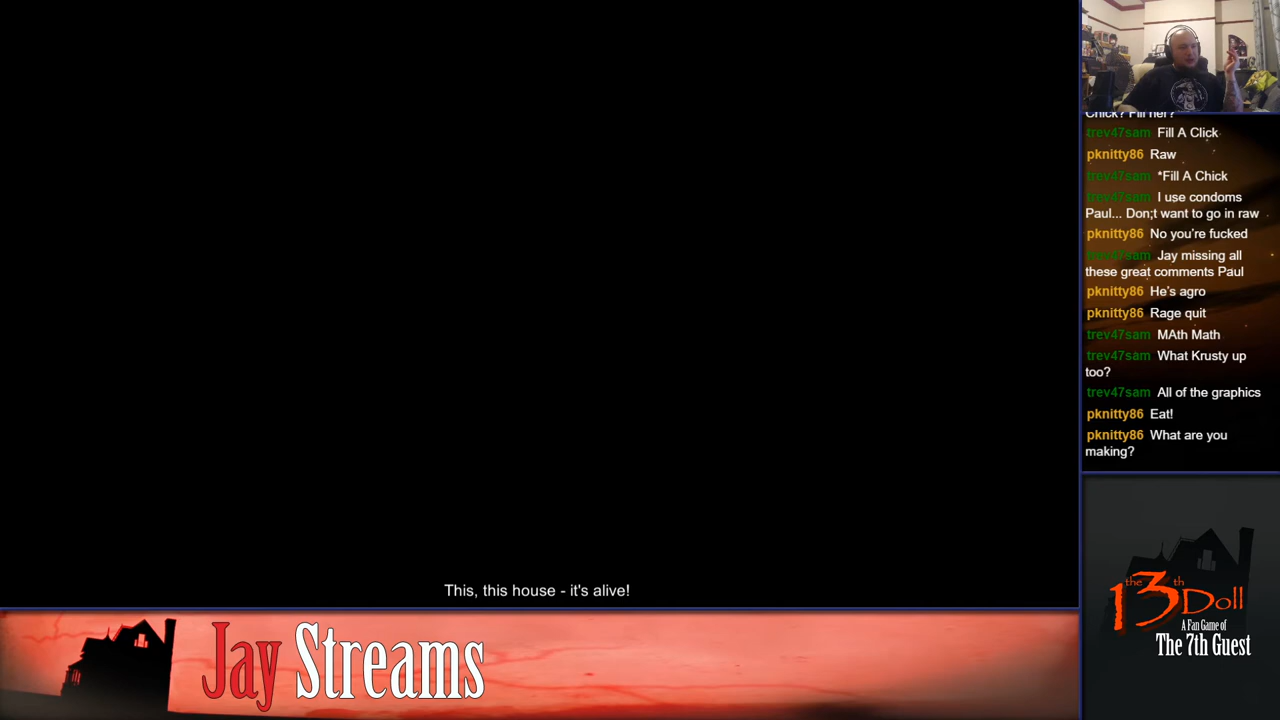 Chick? Fill her?
trev47sam Fill A Click
pknitty86 Raw
trev47sam *Fill A Chick
trev47sam I use condoms
Paul... Don;t want to go in raw
pknitty86 No you're fucked
trev47sam Jay missing all
these great comments Paul
pknitty86 He's agro
pknitty86 Rage quit
trev47sam MAth Math
trev47sam What Krusty up
too?
trev47sam All of the graphics
pknitty86 Eat!
pknitty86 What are you
making?
This, this house - it's alive!
Jay Streams
the 13th Doll
A Fan Game of
The 7th Guest